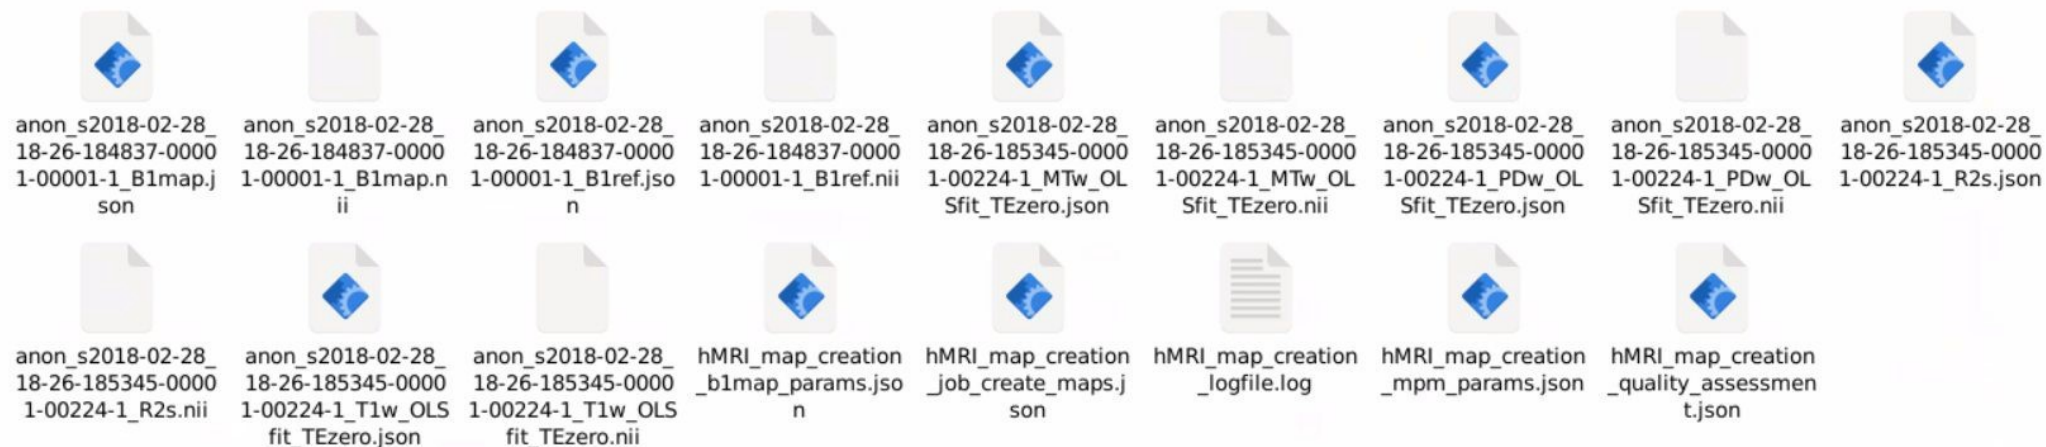 anon_s2018-02-28_
18-26-184837-0000
1-00001-1_B1map.j
son
anon_s2018-02-28_
18-26-184837-0000
1-00001-1_B1map.n
ii
anon_s2018-02-28_
18-26-184837-0000
1-00001-1_B1ref.jso
n
anon_s2018-02-28_
18-26-184837-0000
1-00001-1_B1ref.nii
anon_s2018-02-28_
18-26-185345-0000
1-00224-1_MTw_OL
Sfit_TEzero.json
anon_s2018-02-28_
18-26-185345-0000
1-00224-1_MTw_OL
Sfit_TEzero.nii
anon_s2018-02-28_
18-26-185345-0000
1-00224-1_PDw_OL
Sfit_TEzero.json
anon_s2018-02-28_
18-26-185345-0000
1-00224-1_PDw_OL
Sfit_TEzero.nii
anon_s2018-02-28_
18-26-185345-0000
1-00224-1_R2s.json
anon_s2018-02-28_
18-26-185345-0000
1-00224-1_R2s.nii
anon_s2018-02-28_
18-26-185345-0000
1-00224-1_T1w_OLS
fit_TEzero.json
anon_s2018-02-28_
18-26-185345-0000
1-00224-1_T1w_OLS
fit_TEzero.nii
hMRI_map_creation
_b1map_params.jso
n
hMRI_map_creation
_job_create_maps.j
son
hMRI_map_creation
_logfile.log
hMRI_map_creation
_mpm_params.json
hMRI_map_creation
_quality_assessmen
t.json